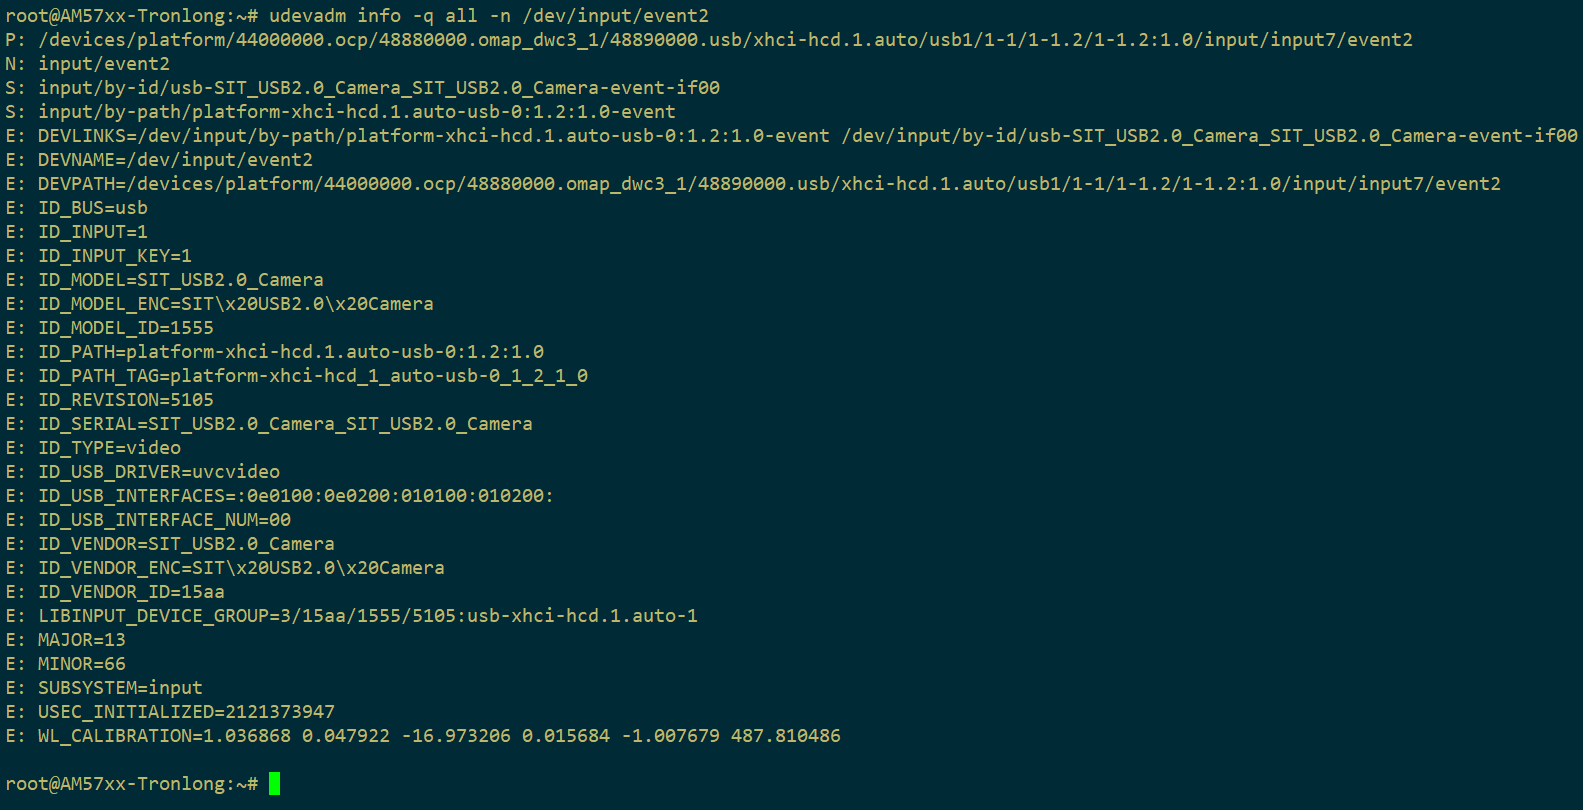 root@AM57xx-Tronlong:~# udevadm info -q all -n /dev/input/event2
P: /devices/platform/44000000.ocp/48880000.omap_dwc3_1/48890000.usb/xhci-hcd.1.auto/usb1/1-1/1-1.2/1-1.2:1.0/input/input7/event2
N: input/event2
S: input/by-id/usb-SIT_USB2.0_Camera_SIT_USB2.0_Camera-event-if00
S: input/by-path/platform-xhci-hcd.1.auto-usb-0:1.2:1.0-event
E: DEVLINKS=/dev/input/by-path/platform-xhci-hcd.1.auto-usb-0:1.2:1.0-event /dev/input/by-id/usb-SIT_USB2.0_Camera_SIT_USB2.0_Camera-event-if00
E: DEVNAME=/dev/input/event2
E: DEVPATH=/devices/platform/44000000.ocp/48880000.omap_dwc3_1/48890000.usb/xhci-hcd.1.auto/usb1/1-1/1-1.2/1-1.2:1.0/input/input7/event2
E: ID_BUS=usb
E: ID_INPUT=1
E: ID_INPUT_KEY=1
E: ID_MODEL=SIT_USB2.0_Camera
E: ID_MODEL_ENC=SIT\x20USB2.0\x20Camera
E: ID_MODEL_ID=1555
E: ID_PATH=platform-xhci-hcd.1.auto-usb-0:1.2:1.0
E: ID_PATH_TAG=platform-xhci-hcd_1_auto-usb-0_1_2_1_0
E: ID_REVISION=5105
E: ID_SERIAL=SIT_USB2.0_Camera_SIT_USB2.0_Camera
E: ID_TYPE=video
E: ID_USB_DRIVER=uvcvideo
E: ID_USB_INTERFACES=:0e0100:0e0200:010100:010200:
E: ID_USB_INTERFACE_NUM=00
E: ID_VENDOR=SIT_USB2.0_Camera
E: ID_VENDOR_ENC=SIT\x20USB2.0\x20Camera
E: ID_VENDOR_ID=15aa
E: LIBINPUT_DEVICE_GROUP=3/15aa/1555/5105:usb-xhci-hcd.1.auto-1
E: MAJOR=13
E: MINOR=66
E: SUBSYSTEM=input
E: USEC_INITIALIZED=2121373947
E: WL_CALIBRATION=1.036868 0.047922 -16.973206 0.015684 -1.007679 487.810486
root@AM57xx-Tronlong:~#